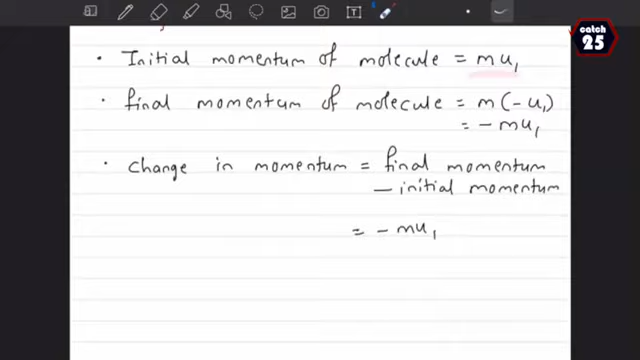 catch
25
• Initial momentum of molecule = mu₁
• final momentum of molecule = m(-u₁)
= - mu₁
• Change in momentum = final momentum
- initial momentum
= - mu₁